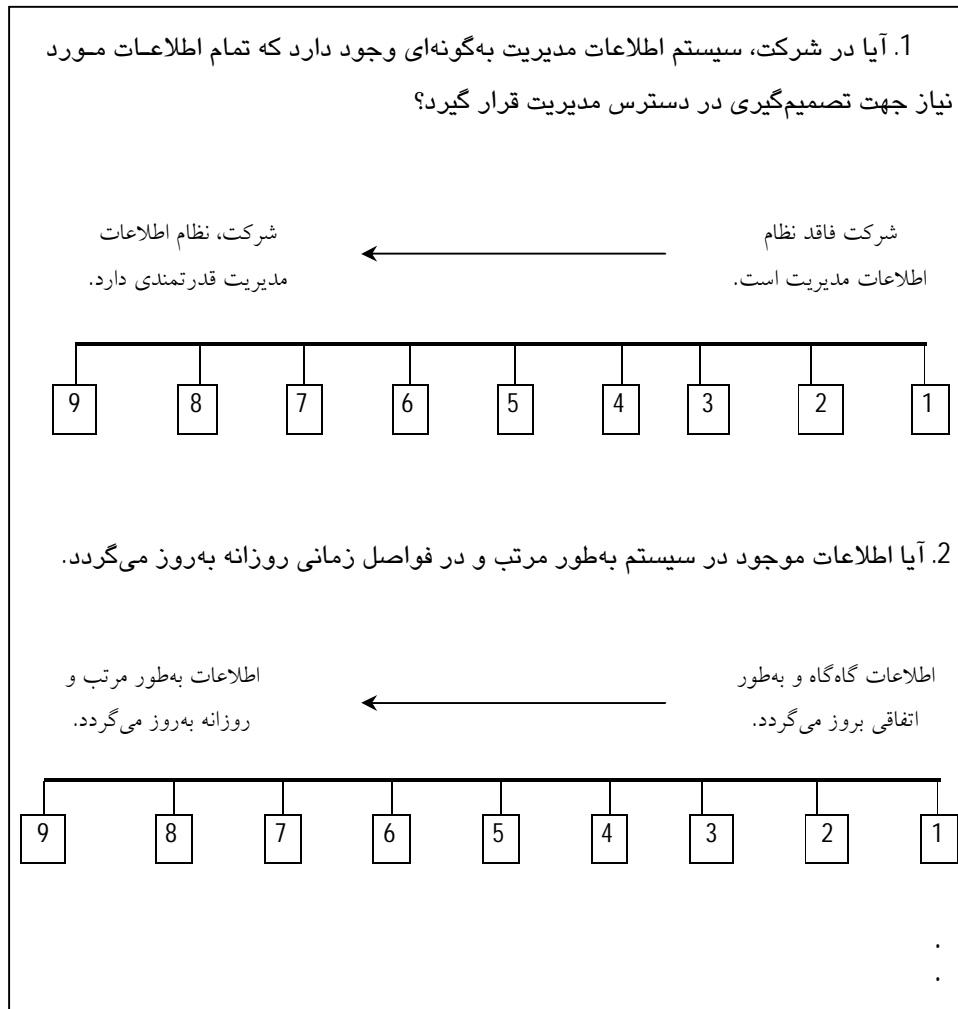 1. آیا در شرکت، سیستم اطلاعات مدیریت به‌گونه‌ای وجود دارد که تمام اطلاعـات مـورد
نیاز جهت تصمیم‌گیری در دسترس مدیریت قرار گیرد؟
شرکت فاقد نظام
اطلاعات مدیریت است.
شرکت، نظام اطلاعات
مدیریت قدرتمندی دارد.
1 2 3 4 5 6 7 8 9
2. آیا اطلاعات موجود در سیستم به‌طور مرتب و در فواصل زمانی روزانه به‌روز می‌گردد.
اطلاعات گاه‌گاه و به‌طور
اتفاقی بروز می‌گردد.
اطلاعات به‌طور مرتب و
روزانه به‌روز می‌گردد.
1 2 3 4 5 6 7 8 9
.
.